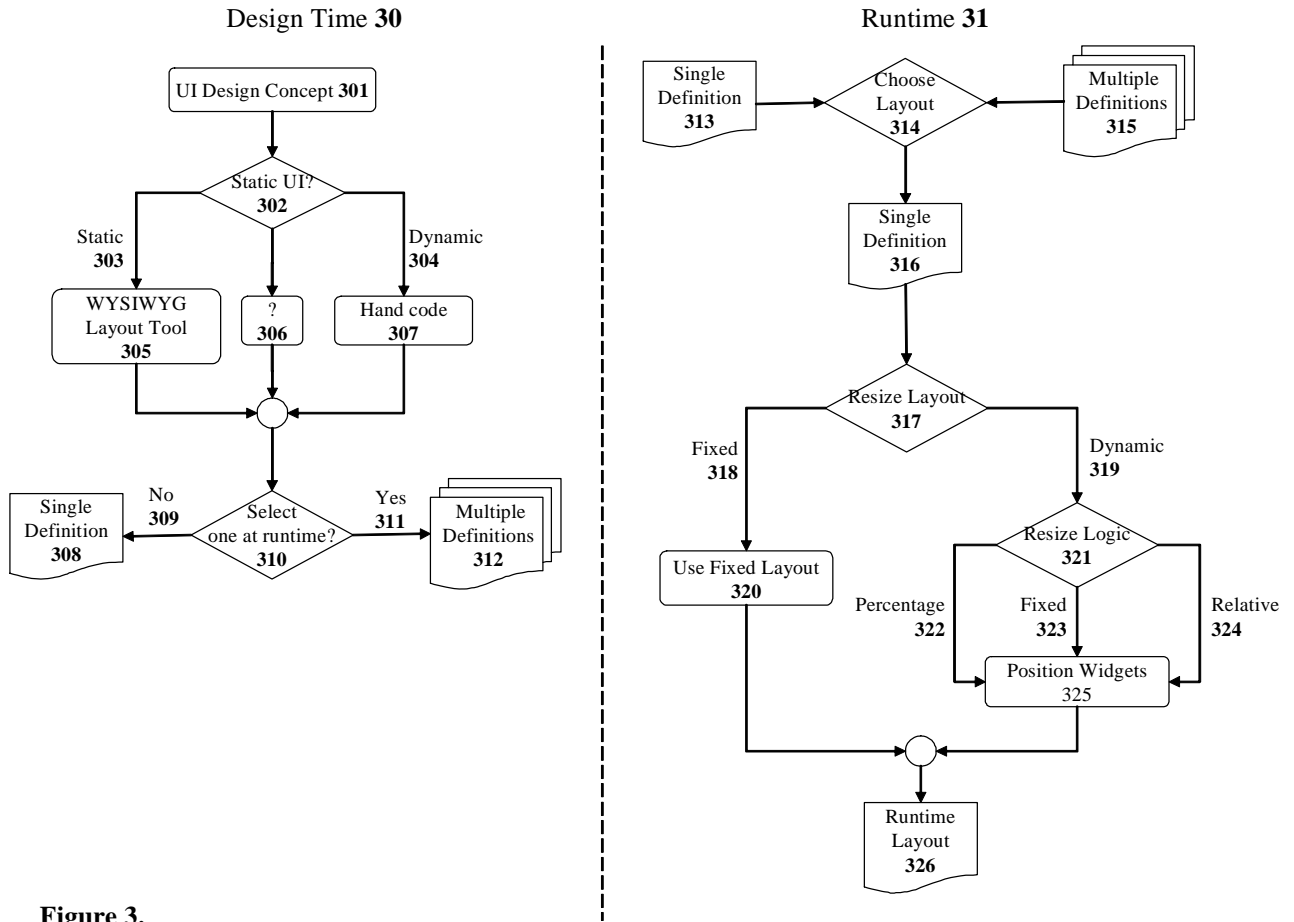 Design Time 30
UI Design Concept 301
Static UI?
302
Static
303
Dynamic
304
WYSIWYG
Layout Tool
305
?
306
Hand code
307
Single
Definition
308
No
309
Select
one at runtime?
310
Yes
311
Multiple
Definitions
312
Runtime 31
Single
Definition
313
Choose
Layout
314
Multiple
Definitions
315
Single
Definition
316
Resize Layout
317
Fixed
318
Dynamic
319
Use Fixed Layout
320
Resize Logic
321
Percentage
322
Fixed
323
Relative
324
Position Widgets
325
Runtime
Layout
326
Figure 3.